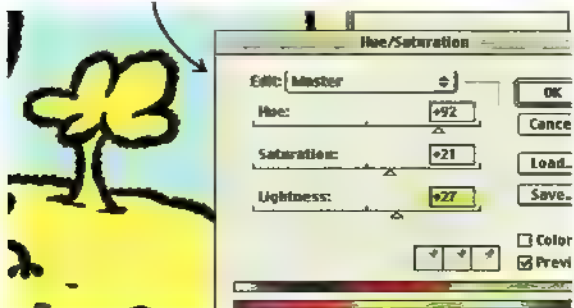 Hue/Saturation
Edit: Master
OK
Hue: +92
Cance
Saturation: +21
Load..
Lightness: +27
Save..
Color
Previ